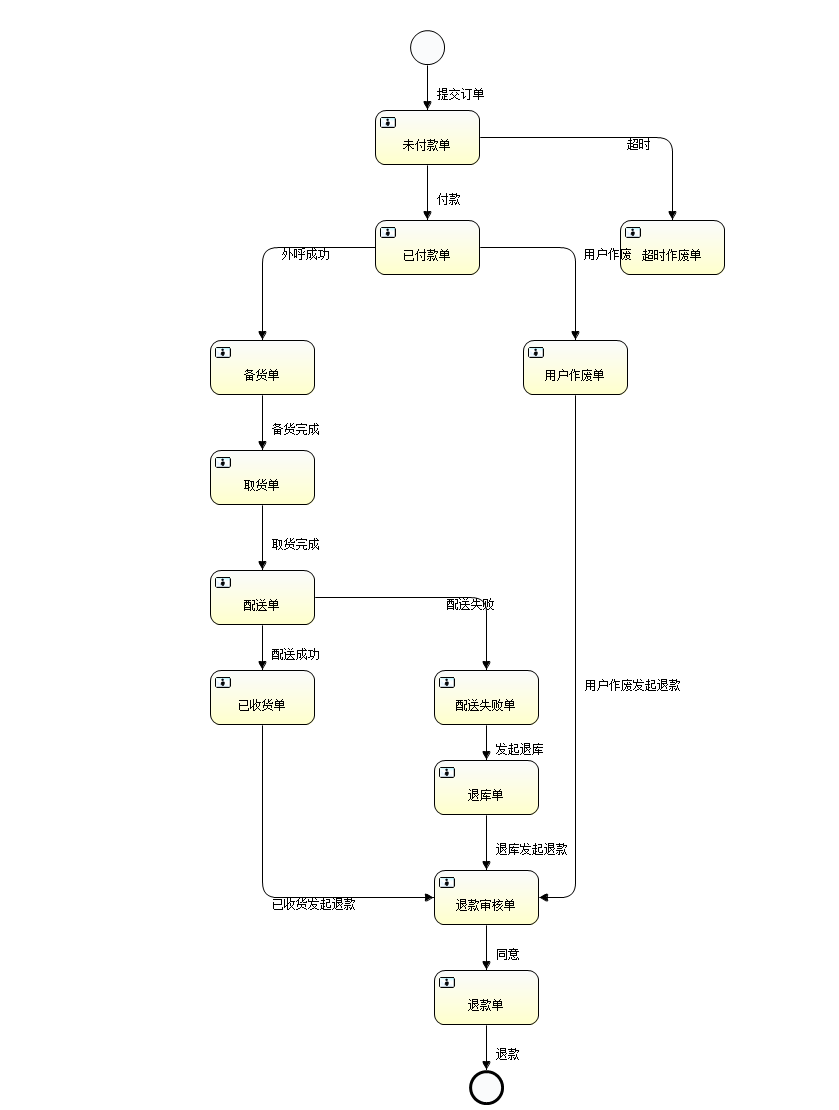 提交订单
未付款单
超时
付款
外呼成功
已付款单
用户作废
超时作废单
备货单
用户作废单
备货完成
取货单
取货完成
配送单
配送失败
配送成功
已收货单
配送失败单
用户作废发起退款
发起退库
退库单
退库发起退款
已收货发起退款
退款审核单
同意
退款单
退款